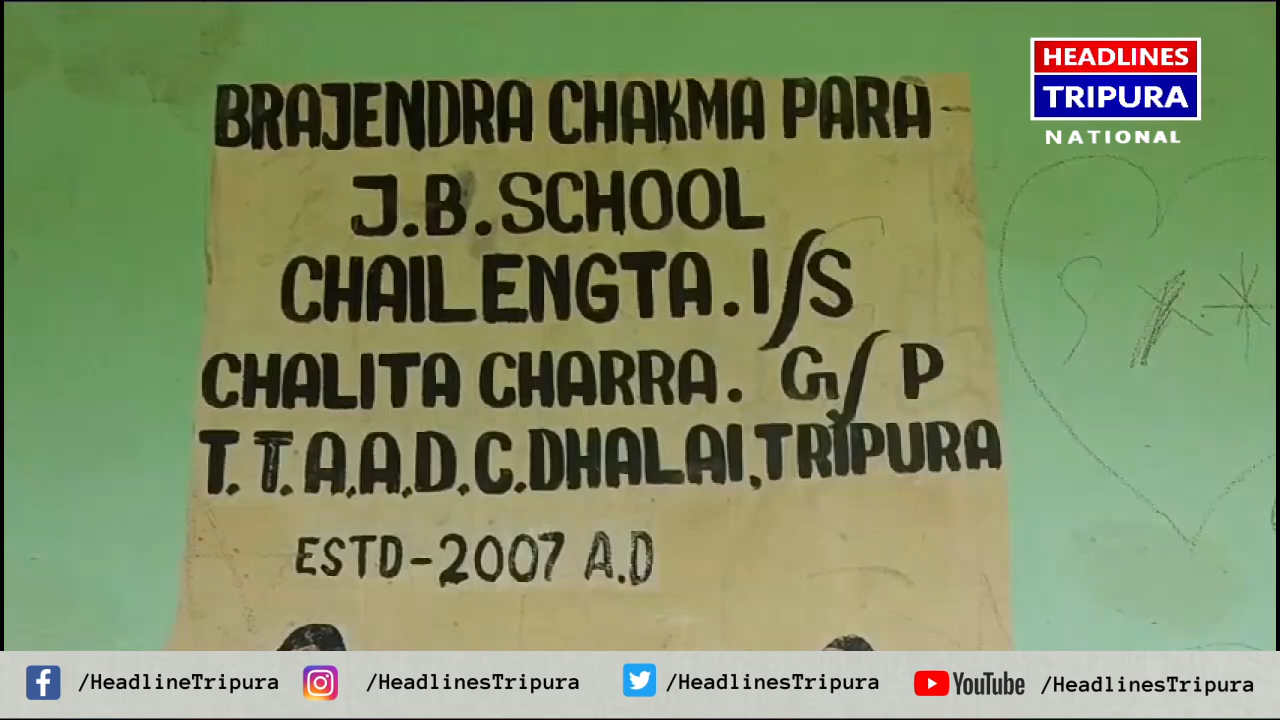 HEADLINES
TRIPURA
NATIONAL
BRAJENDRA CHAKMA PARA-
J.B.SCHOOL
CHAILENGTA.I/S
CHALITA CHARRA. G/P
T.T.A.A.D.C.DHALAI,TRIPURA
ESTD-2007 A.D
S * *
/HeadlineTripura /HeadlinesTripura /HeadlinesTripura YouTube /HeadlinesTripura